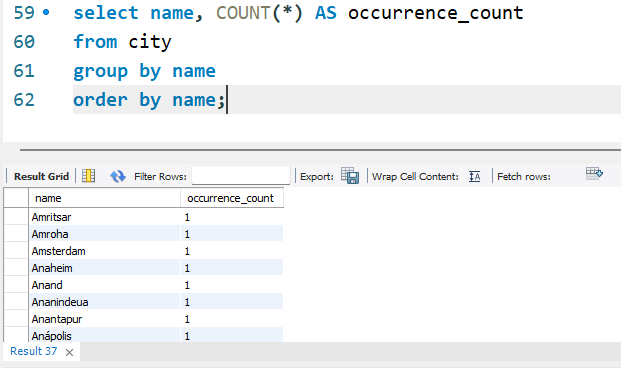 59 select name, COUNT(*) AS occurrence_count
60 from city
61 group by name
62 order by name;
Result Grid Filter Rows: Export: Wrap Cell Content: Fetch rows:
name occurrence_count
Amritsar 1
Amroha 1
Amsterdam 1
Anaheim 1
Anand 1
Ananindeua 1
Anantapur 1
Anápolis 1
Result 37 ×